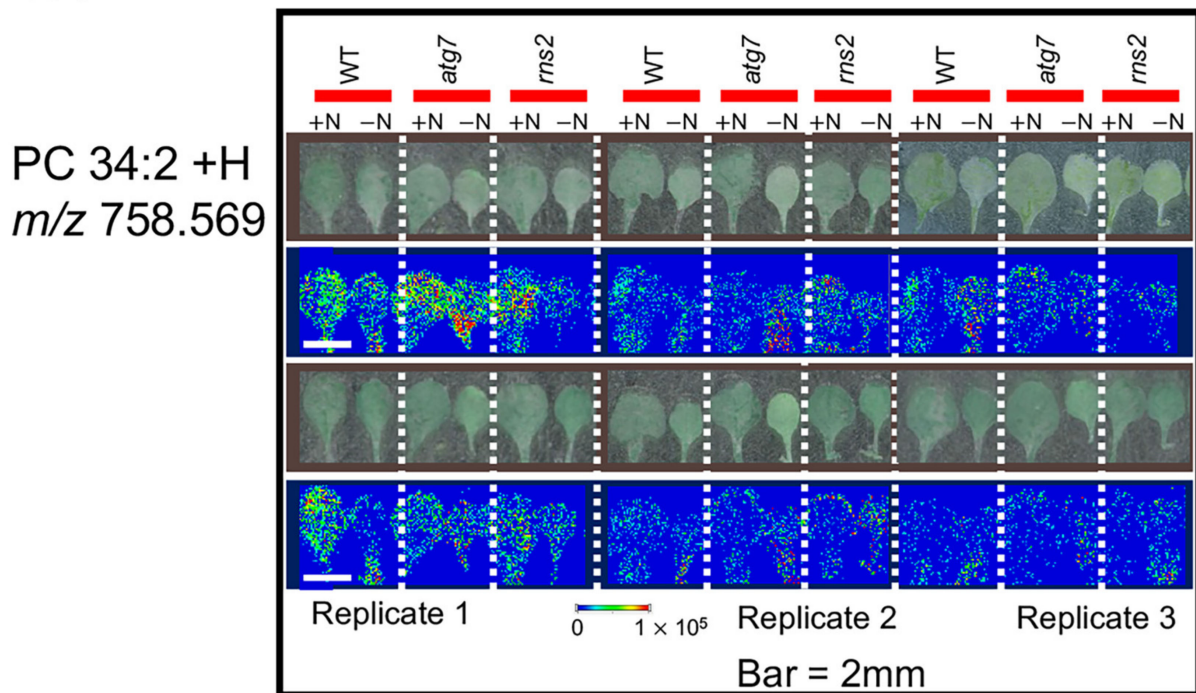 WT atg7 rns2 WT atg7 rns2 WT atg7 rns2
+N −N +N −N +N −N +N −N +N −N +N −N +N −N +N −N +N −N
PC 34:2 +H
m/z 758.569
Replicate 1
0 1 × 10⁵
Replicate 2
Replicate 3
Bar = 2mm